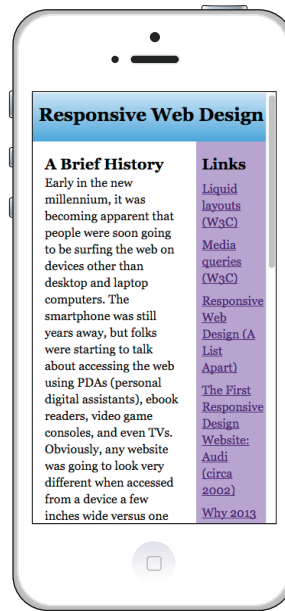 Responsive Web Design
A Brief History
Early in the new
millennium, it was
becoming apparent that
people were soon going
to be surfing the web on
devices other than
desktop and laptop
computers. The
smartphone was still
years away, but folks
were starting to talk
about accessing the web
using PDAs (personal
digital assistants), ebook
readers, video game
consoles, and even TVs.
Obviously, any website
was going to look very
different when accessed
from a device a few
inches wide versus one
Links
Liquid
layouts
(W3C)
Media
queries
(W3C)
Responsive
Web
Design (A
List
Apart)
The First
Responsive
Design
Website:
Audi
(circa
2002)
Why 2013